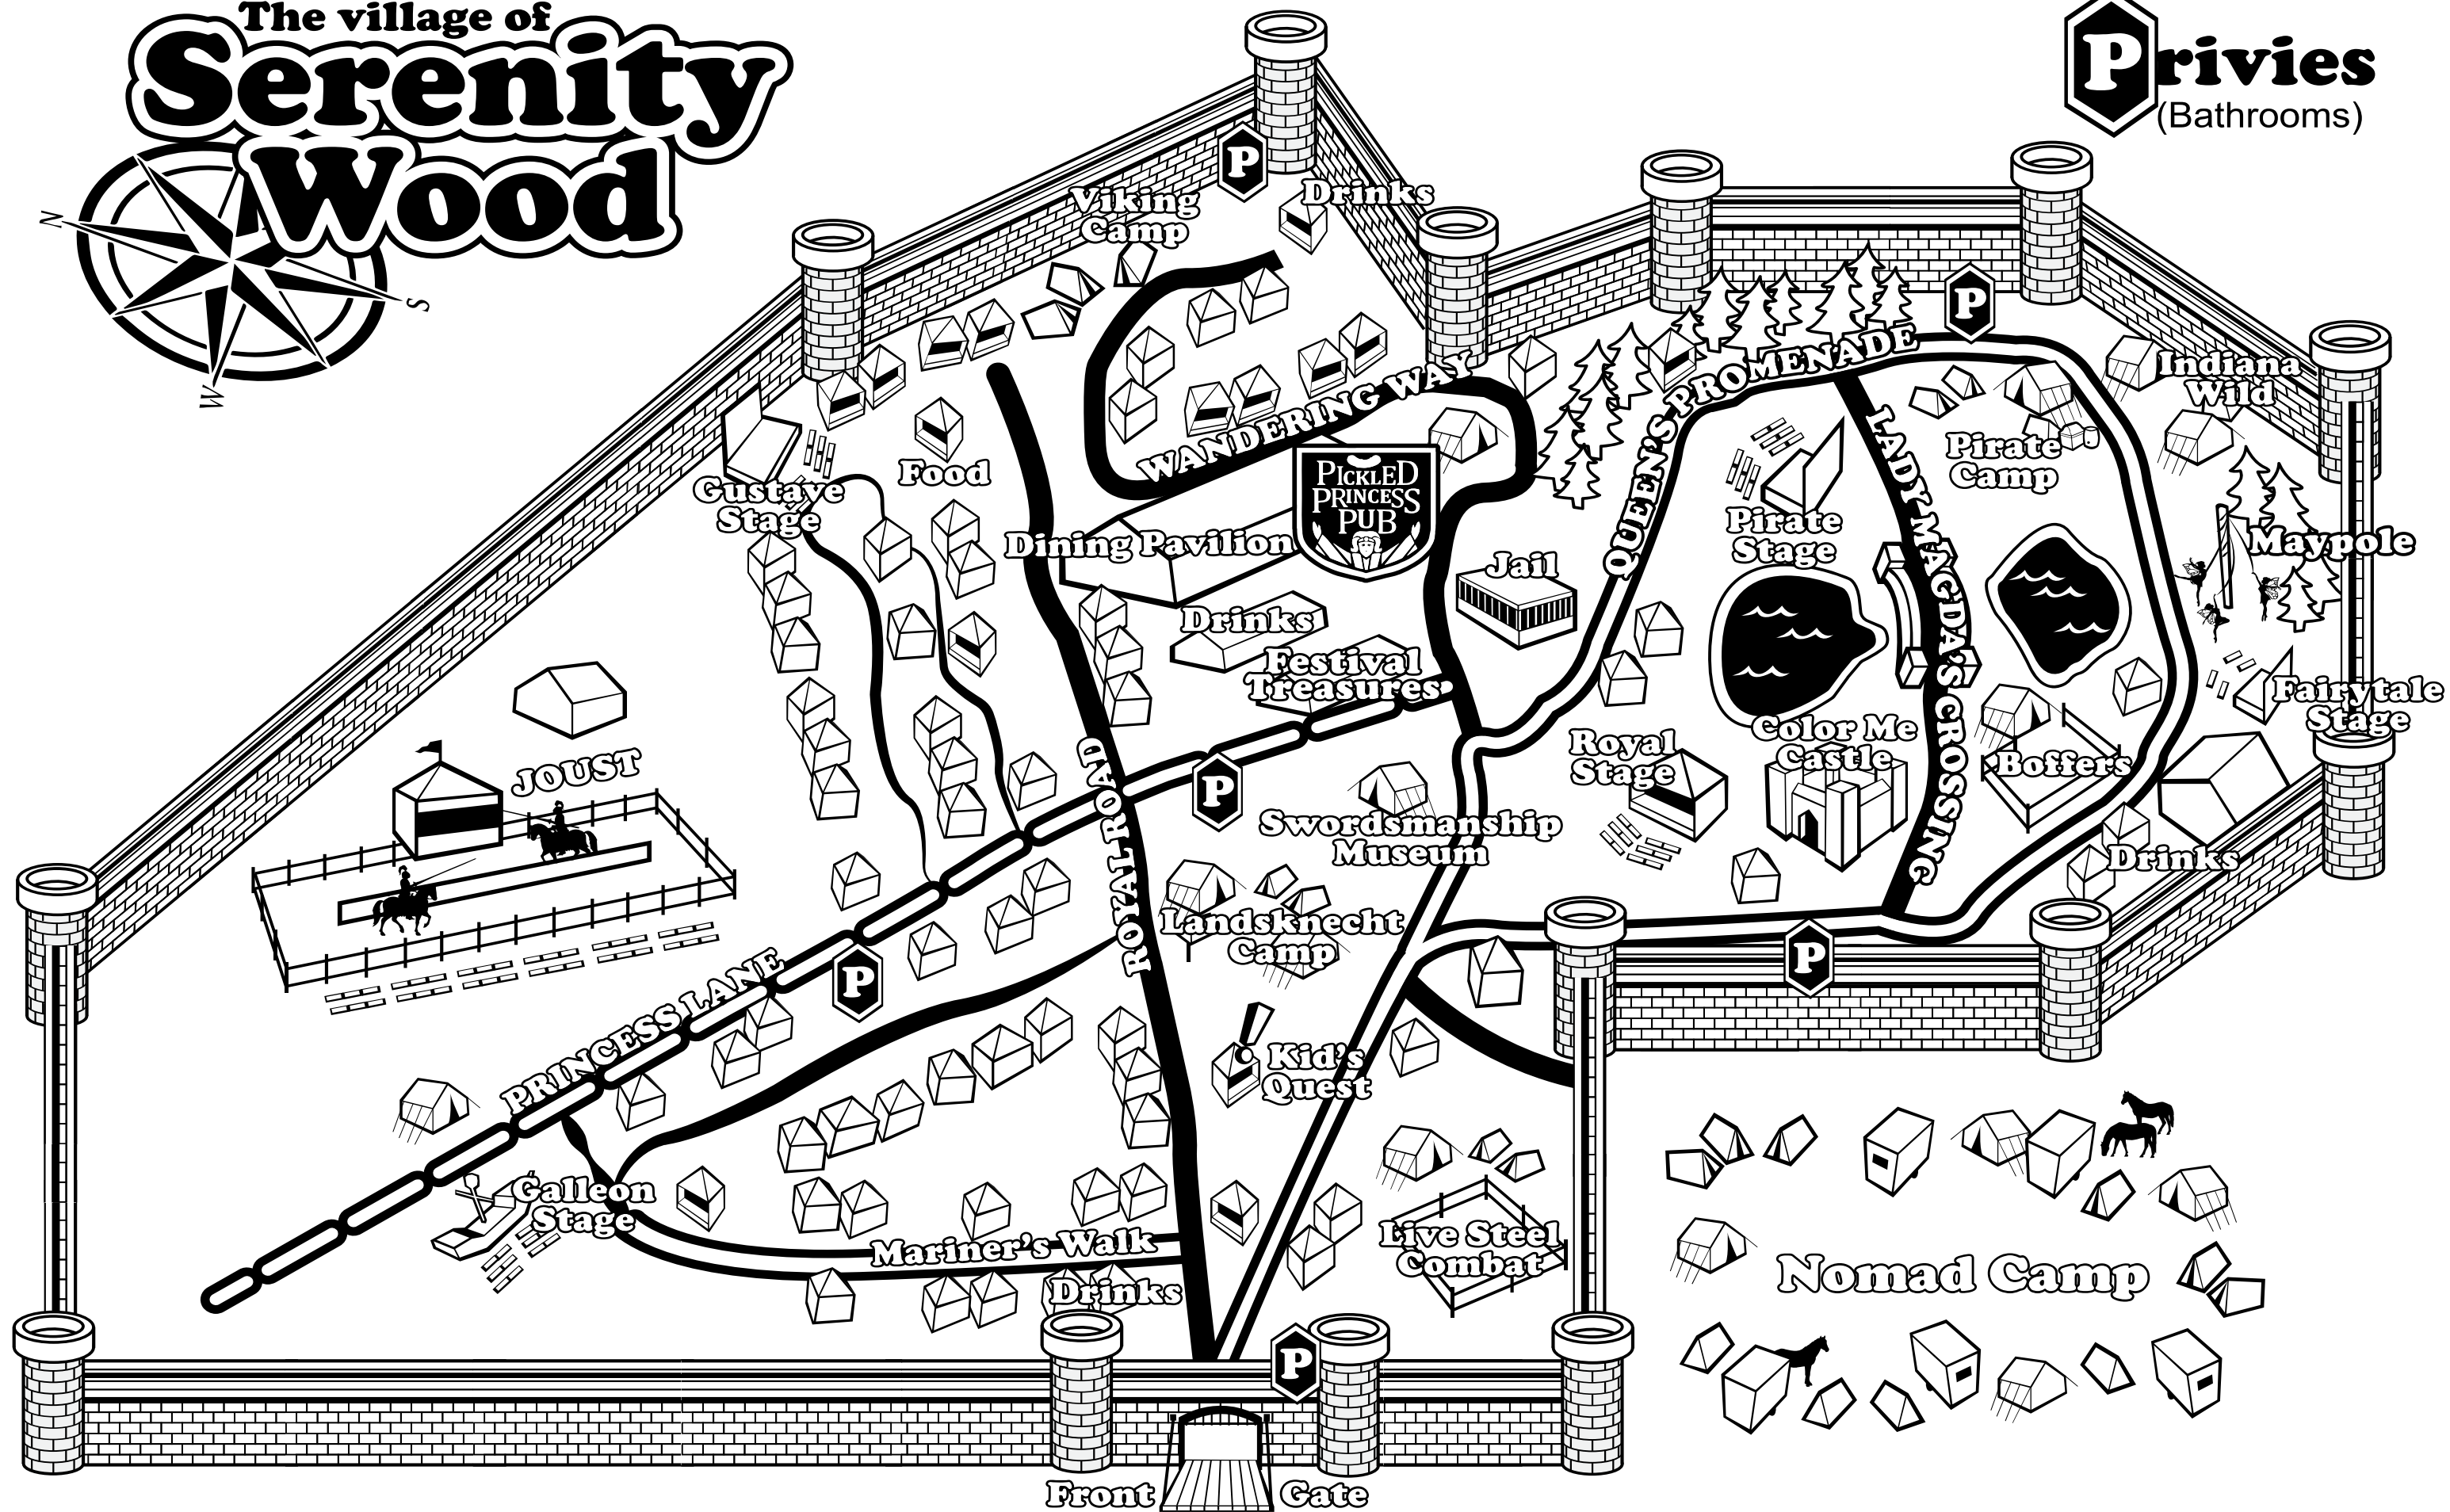 The village of
Serenity
Wood
N
S
W
Privies
(Bathrooms)
P
Viking
Camp
Drinks
P
Indiana
Wild
QUEEN'S PROMENADE
WANDERING WAY
LADY MAGDA'S CROSSING
Pirate
Camp
Food
Gustave
Stage
PICKLED
PRINCESS
PUB
Pirate
Stage
Dining Pavilion
Maypole
Jail
Drinks
Festival
Treasures
Fairytale
Stage
Color Me
Castle
Royal
Stage
JOUST
Boffers
ROYAL ROAD
P
Swordsmanship
Museum
Drinks
Landsknecht
Camp
P
P
PRINCESS LANE
Kid's
Quest
Galleon
Stage
Mariner's Walk
Live Steel
Combat
Nomad Camp
Drinks
P
Front
Gate